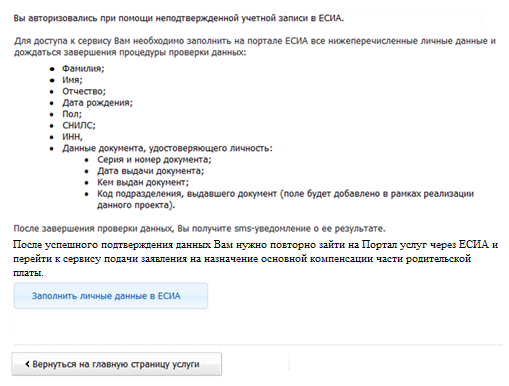 Вы авторизовались при помощи неподтвержденной учетной записи в ЕСИА.
Для доступа к сервису Вам необходимо заполнить на портале ЕСИА все нижеперечисленные личные данные и
дождаться завершения процедуры проверки данных:
• Фамилия;
• Имя;
• Отчество;
• Дата рождения;
• Пол;
• СНИЛС;
• ИНН,
• Данные документа, удостоверяющего личность:
• Серия и номер документа;
• Дата выдачи документа;
• Кем выдан документ;
• Код подразделения, выдавшего документ (поле будет добавлено в рамках реализации
данного проекта).
После завершения проверки данных, Вы получите sms-уведомление о ее результате.
После успешного подтверждения данных Вам нужно повторно зайти на Портал услуг через ЕСИА и
перейти к сервису подачи заявления на назначение основной компенсации части родительской
платы.
Заполнить личные данные в ЕСИА
Вернуться на главную страницу услуги